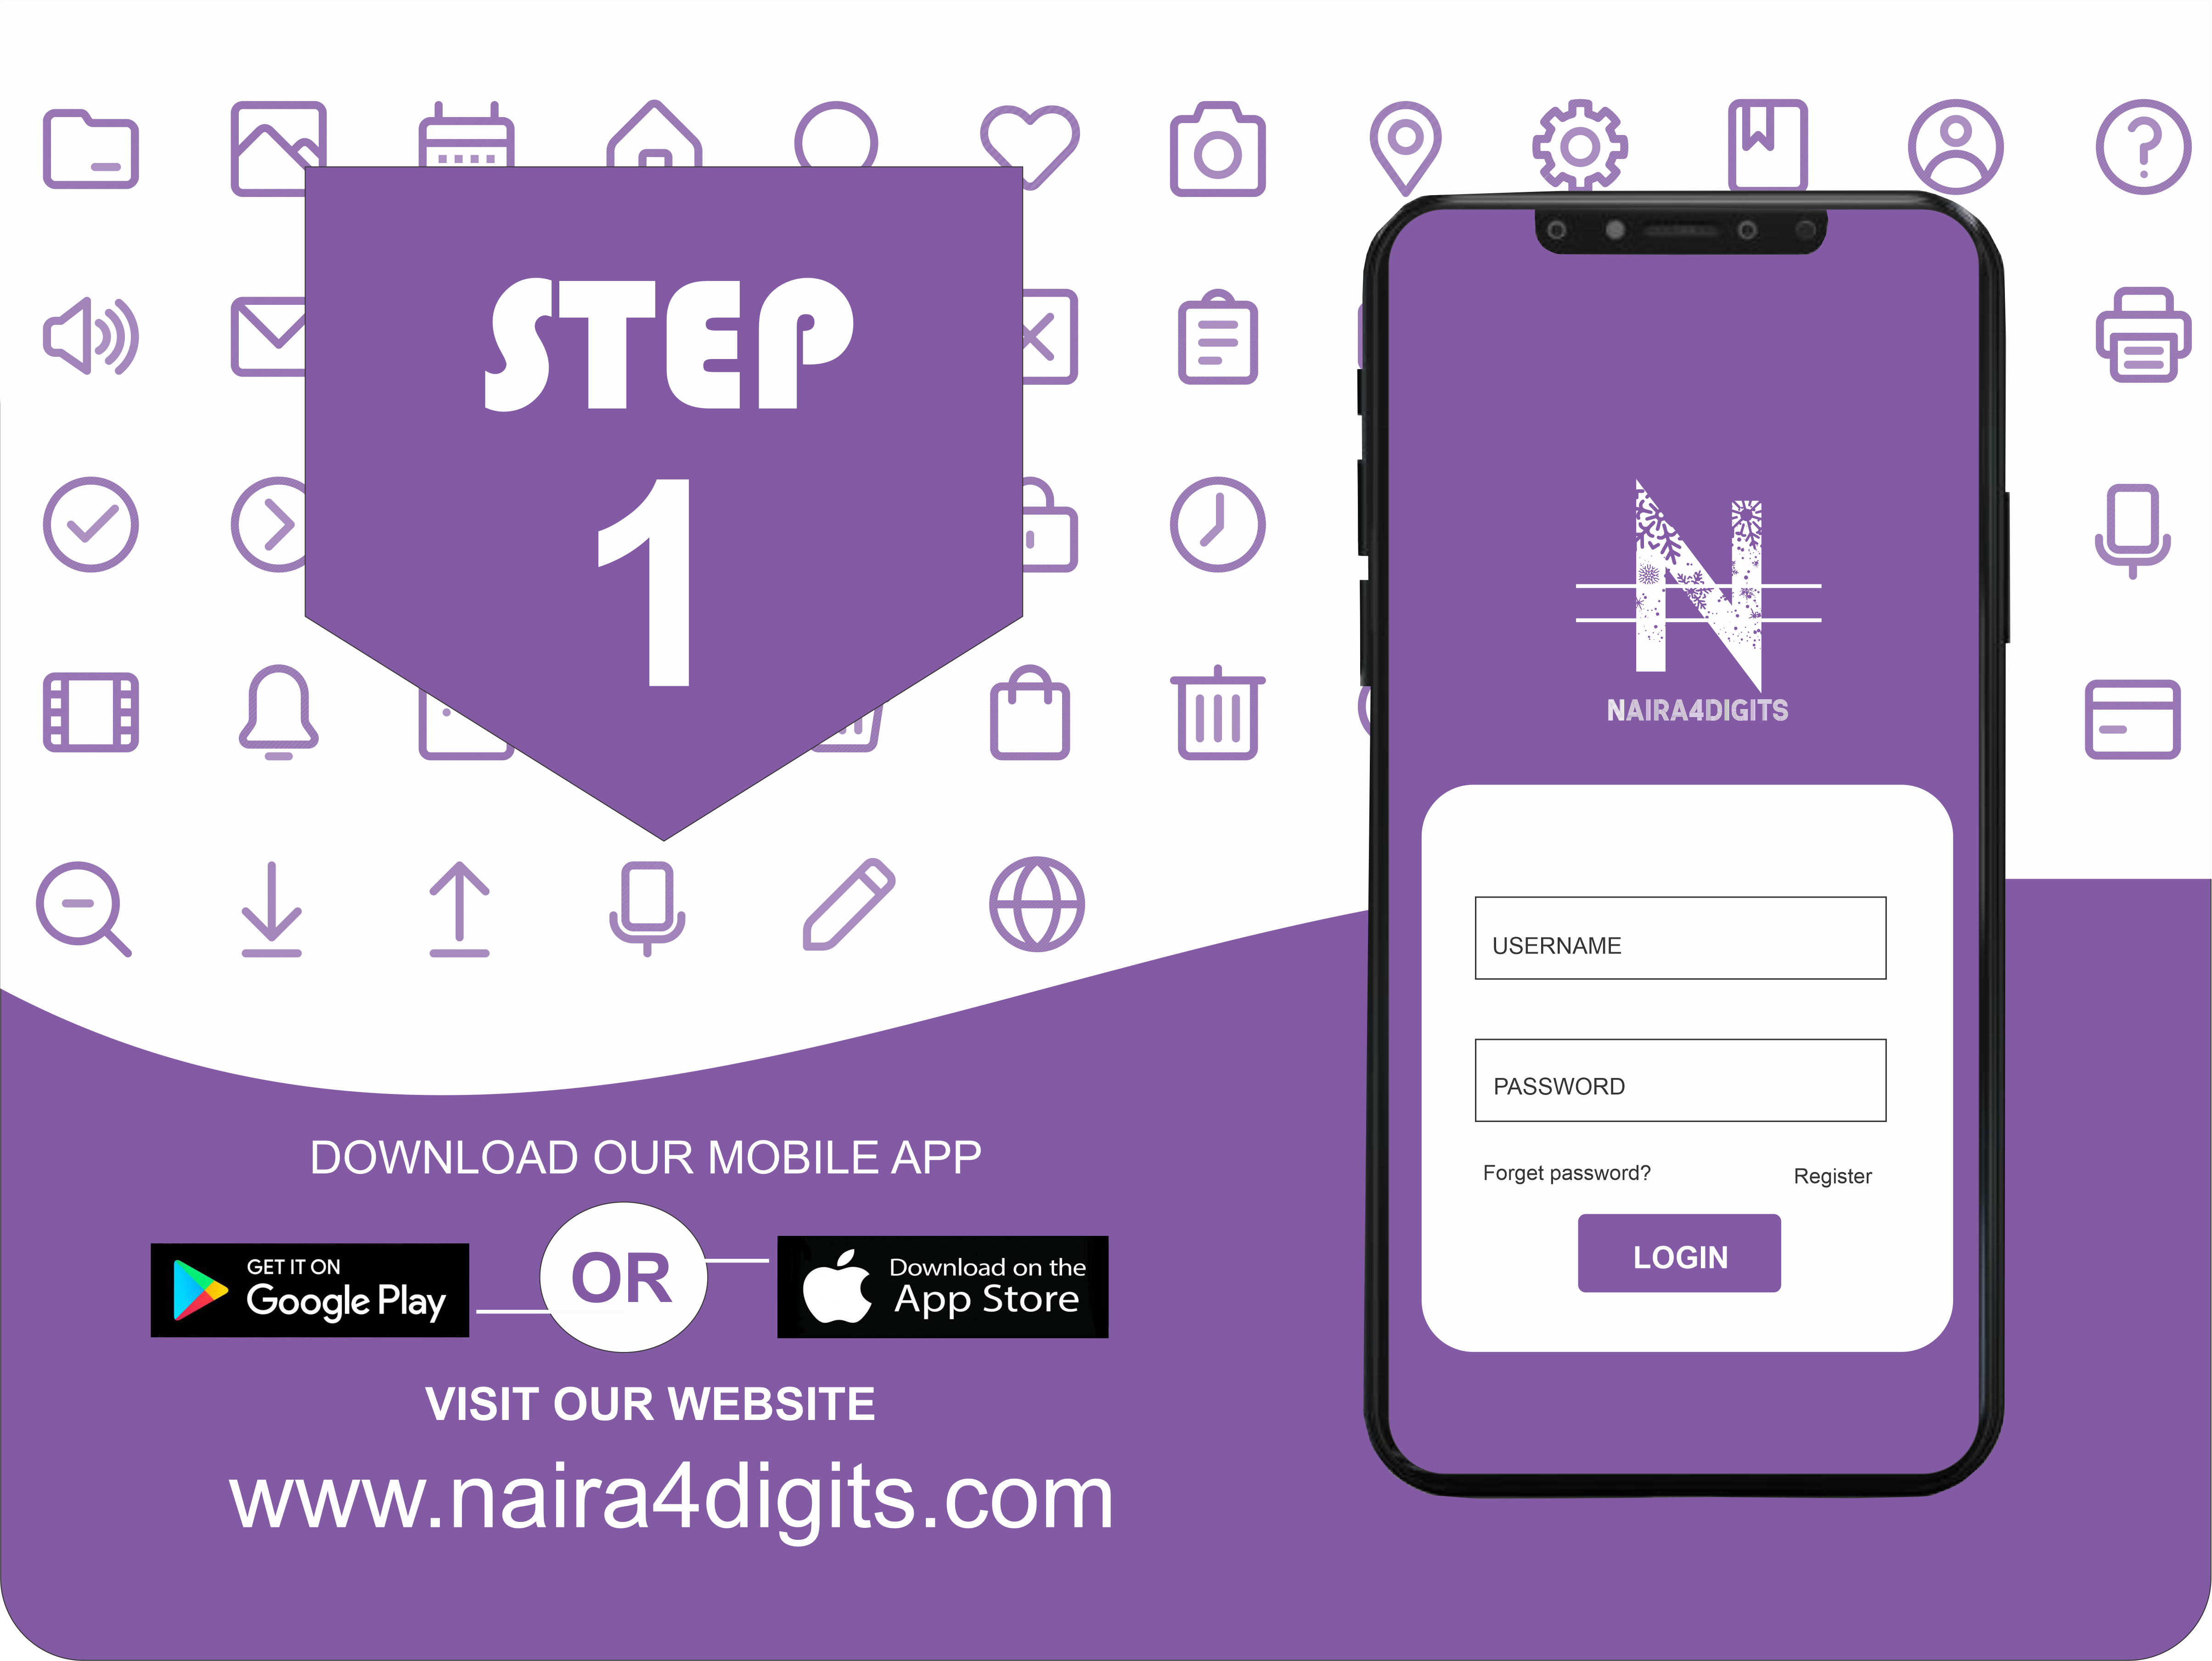 STEP
1
DOWNLOAD OUR MOBILE APP
GET IT ON
Google Play
OR
Download on the
App Store
VISIT OUR WEBSITE
www.naira4digits.com
N
NAIRA4DIGITS
USERNAME
PASSWORD
Forget password?
Register
LOGIN